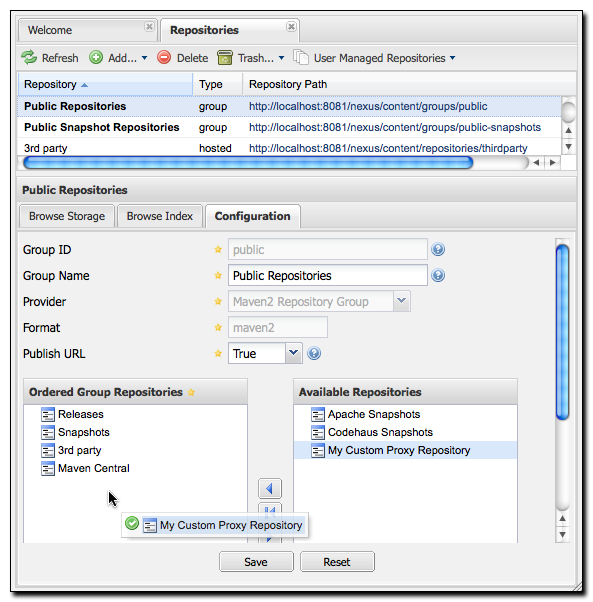 Welcome Repositories
Refresh Add... Delete Trash... User Managed Repositories
Repository Type Repository Path
Public Repositories group http://localhost:8081/nexus/content/groups/public
Public Snapshot Repositories group http://localhost:8081/nexus/content/groups/public-snapshots
3rd party hosted http://localhost:8081/nexus/content/repositories/thirdparty
Public Repositories
Browse Storage Browse Index Configuration
Group ID public
Group Name Public Repositories
Provider Maven2 Repository Group
Format maven2
Publish URL True
Ordered Group Repositories Available Repositories
Releases Apache Snapshots
Snapshots Codehaus Snapshots
3rd party My Custom Proxy Repository
Maven Central
My Custom Proxy Repository
Save Reset